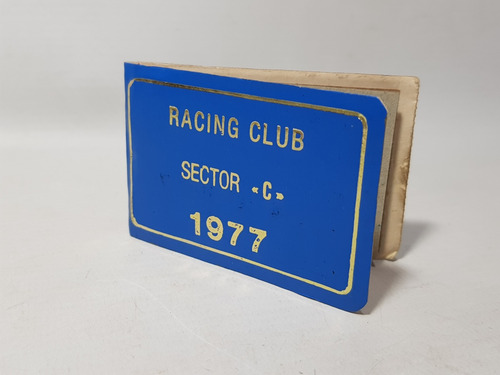 RACING CLUB
SECTOR «C»
1977